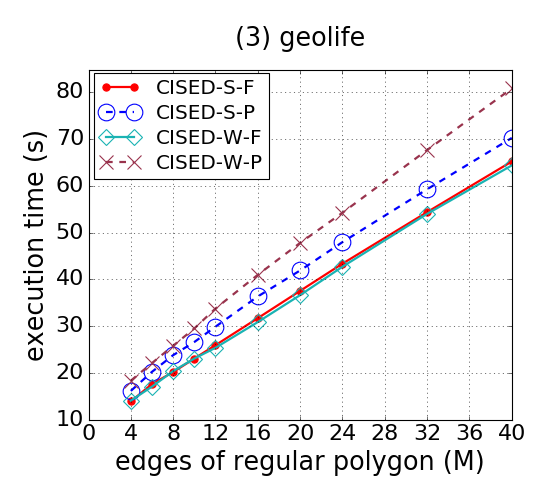 (3) geolife
CISED-S-F
CISED-S-P
CISED-W-F
CISED-W-P
execution time (s)
80
70
60
50
40
30
20
10
0 4 8 12 16 20 24 28 32 36 40
edges of regular polygon (M)